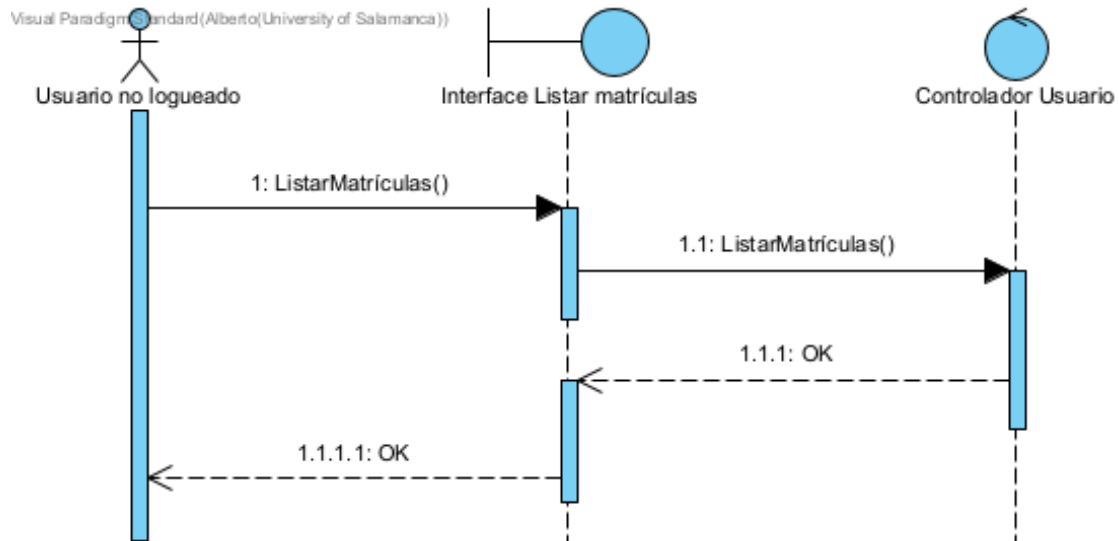 Visual Paradigm Standard(Alberto(University of Salamanca))
Usuario no logueado
Interface Listar matrículas
Controlador Usuario
1: ListarMatrículas()
1.1: ListarMatrículas()
1.1.1: OK
1.1.1.1: OK